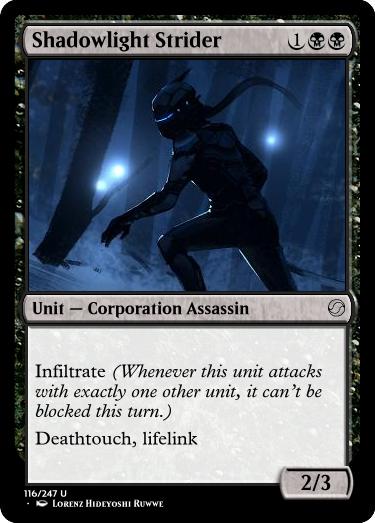 Shadowlight Strider 1
Unit — Corporation Assassin
Infiltrate (Whenever this unit attacks
with exactly one other unit, it can't be
blocked this turn.)
Deathtouch, lifelink
2/3
116/247 U
· Lorenz Hideyoshi Ruwwe